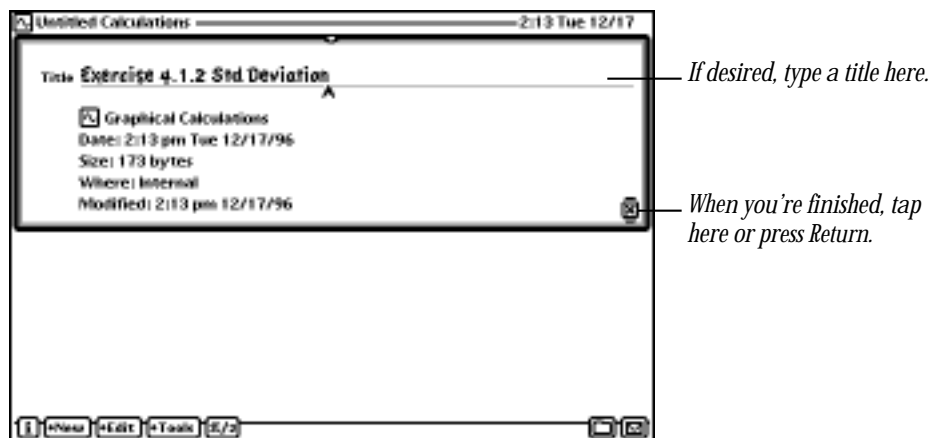 Untitled Calculations 2:13 Tue 12/17
Title Exercise 4.1.2 Std Deviation
If desired, type a title here.
Graphical Calculations
Date: 2:13 pm Tue 12/17/96
Size: 173 bytes
Where: Internal
Modified: 2:13 pm 12/17/96
When you're finished, tap
here or press Return.
i New Edit Tools